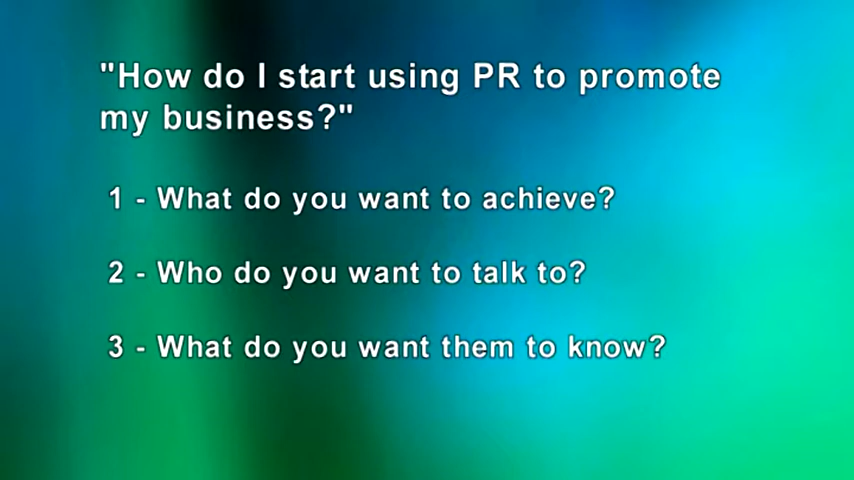 "How do I start using PR to promote
my business?"
1 - What do you want to achieve?
2 - Who do you want to talk to?
3 - What do you want them to know?